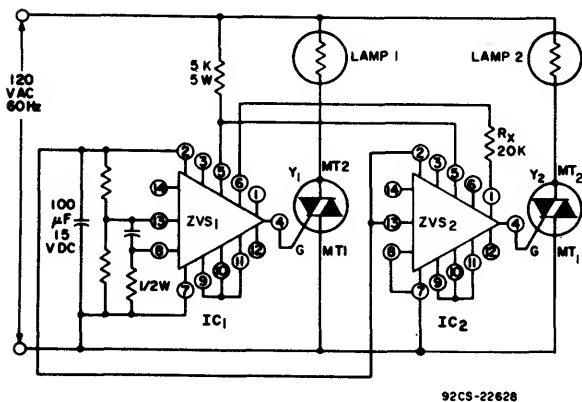 120
VAC
60Hz
5 K
5 W
LAMP 1
LAMP 2
100
µF
15
VDC
1/2W
2
3
5
6
1
14
13
8
7
9
10
11
12
4
ZVS1
IC1
Y1
MT2
MT1
G
RX
20K
2
3
5
6
1
14
13
8
7
9
10
11
12
4
ZVS2
IC2
Y2
MT2
MT1
G
92CS-22628